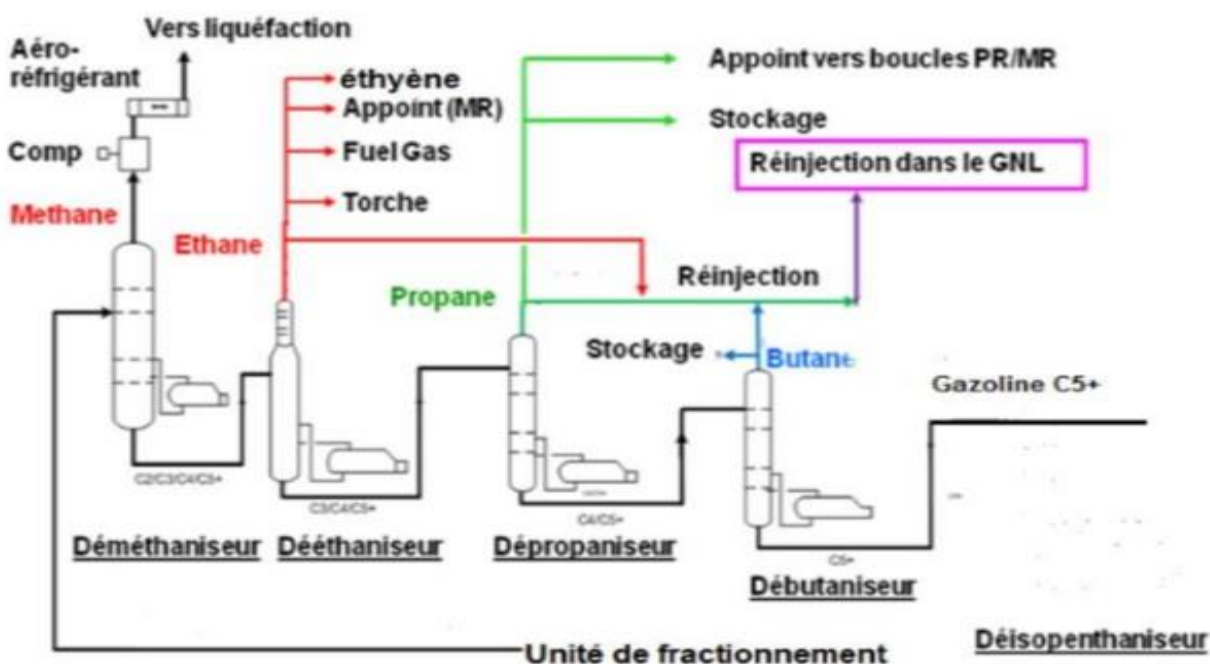 Vers liquéfaction
Aéro-
réfrigérant
Comp
Methane
éthyène
Appoint (MR)
Fuel Gas
Torche
Ethane
Appoint vers boucles PR/MR
Stockage
Réinjection dans le GNL
Réinjection
Propane
Stockage
Butane
Gazoline C5+
C2/C3/C4/C5+
C3/C4/C5+
C4/C5+
C5+
Déméthaniseur
Dééthaniseur
Dépropaniseur
Débutaniseur
Déisopenthaniseur
Unité de fractionnement